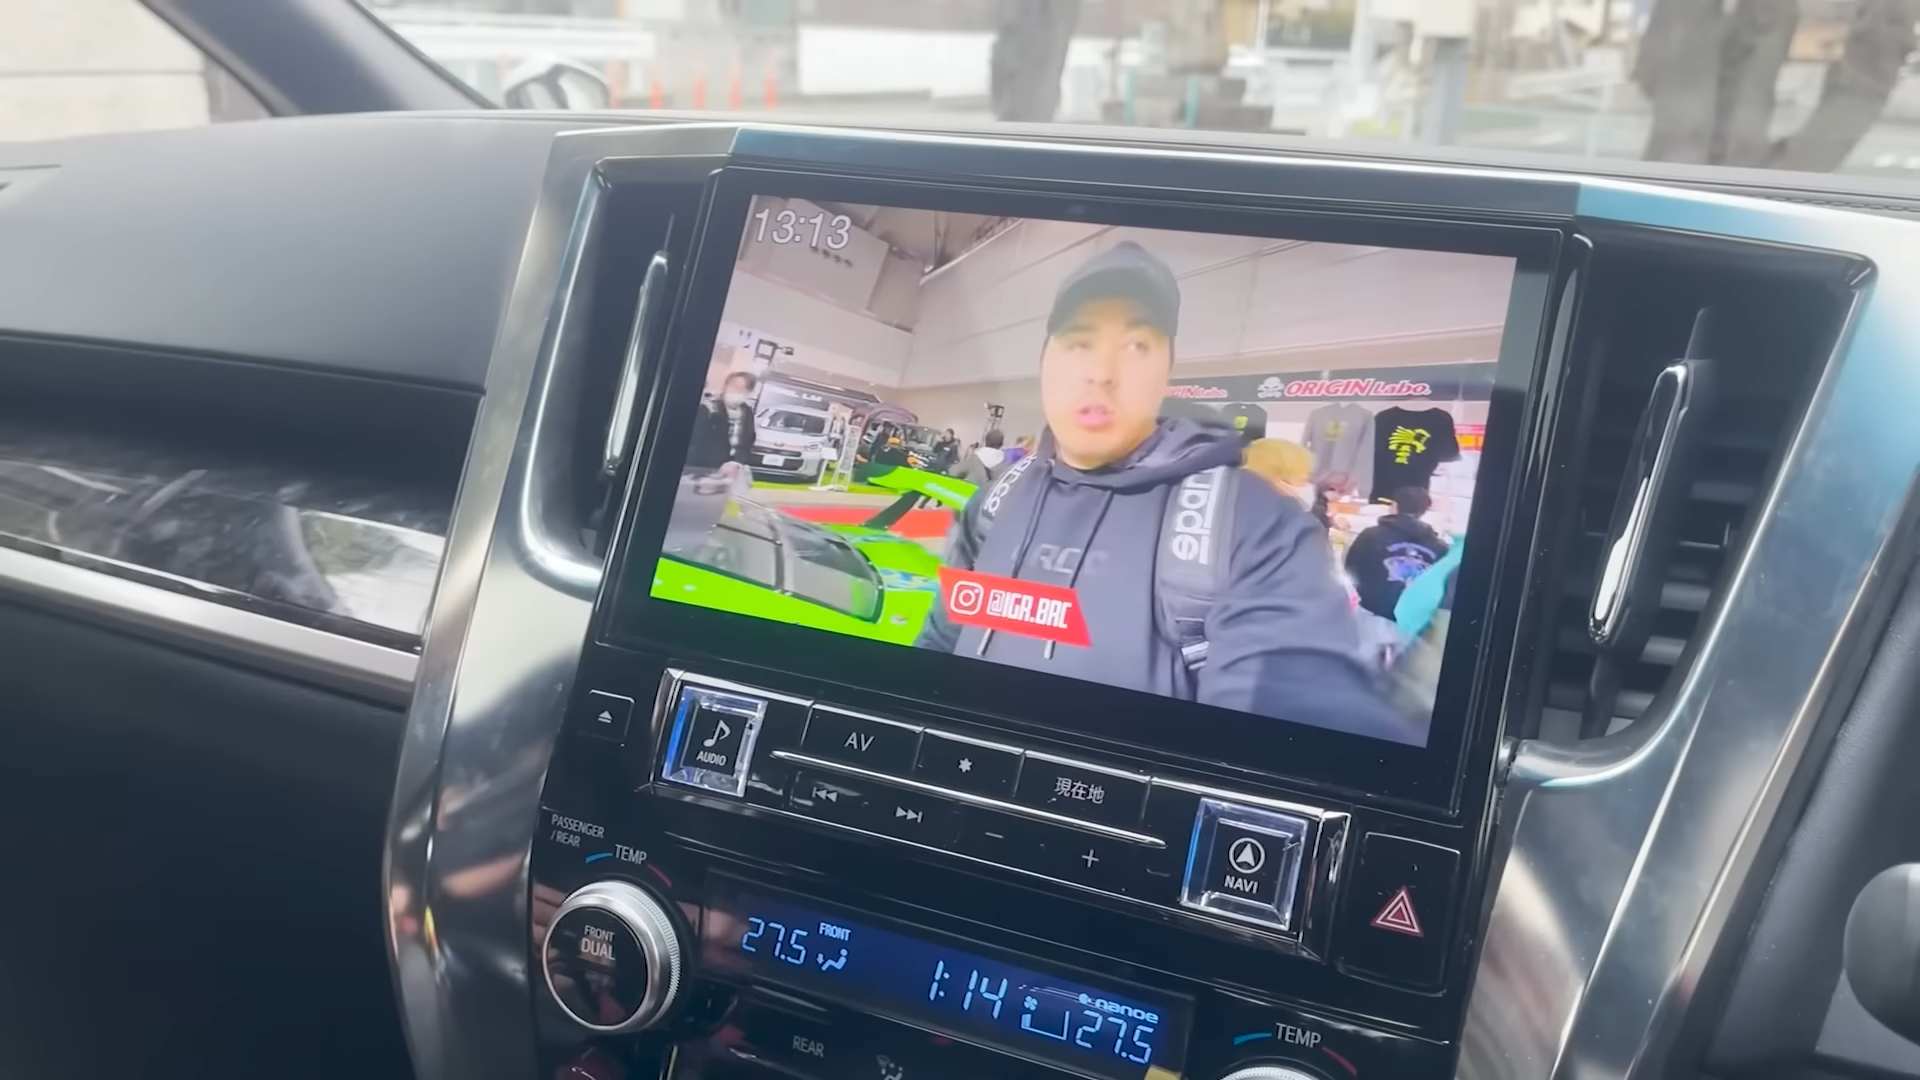 13:13
ORIGIN Labo.
sparco
@IGR.BRC
AUDIO
AV
現在地
NAVI
PASSENGER
/REAR
TEMP
FRONT
DUAL
27.5
FRONT
1:14
nanoe
27.5
REAR
TEMP